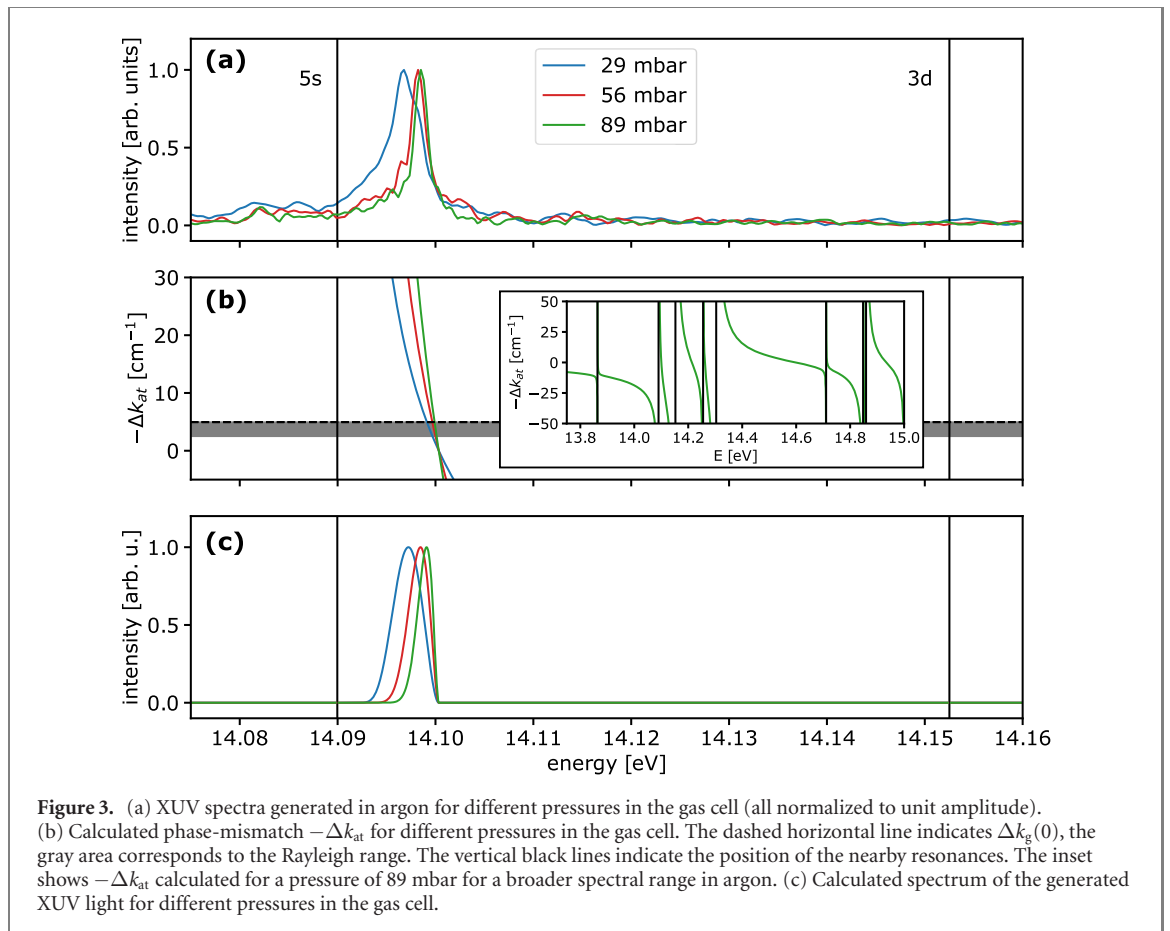 (a)
5s
3d
29 mbar
56 mbar
89 mbar
intensity [arb. units]
1.0
0.5
0.0
(b)
−Δk_at [cm⁻¹]
30
20
10
0
−Δk_at [cm⁻¹]
50
25
0
−25
−50
13.8 14.0 14.2 14.4 14.6 14.8 15.0
E [eV]
(c)
intensity [arb. u.]
1.0
0.5
0.0
14.08 14.09 14.10 14.11 14.12 14.13 14.14 14.15 14.16
energy [eV]
Figure 3. (a) XUV spectra generated in argon for different pressures in the gas cell (all normalized to unit amplitude).
(b) Calculated phase-mismatch −Δk_at for different pressures in the gas cell. The dashed horizontal line indicates Δk_g(0), the
gray area corresponds to the Rayleigh range. The vertical black lines indicate the position of the nearby resonances. The inset
shows −Δk_at calculated for a pressure of 89 mbar for a broader spectral range in argon. (c) Calculated spectrum of the generated
XUV light for different pressures in the gas cell.